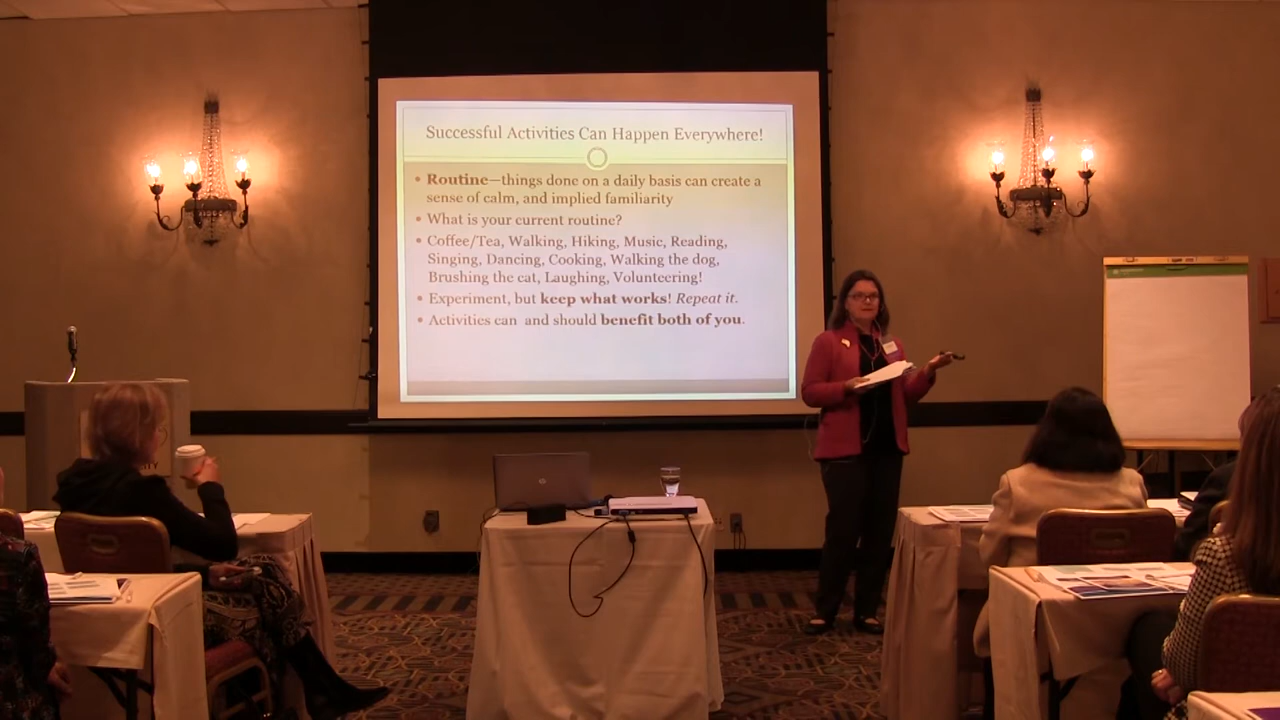 Successful Activities Can Happen Everywhere!
• Routine—things done on a daily basis can create a
sense of calm, and implied familiarity
• What is your current routine?
• Coffee/Tea, Walking, Hiking, Music, Reading,
Singing, Dancing, Cooking, Walking the dog,
Brushing the cat, Laughing, Volunteering!
• Experiment, but keep what works! Repeat it.
• Activities can and should benefit both of you.